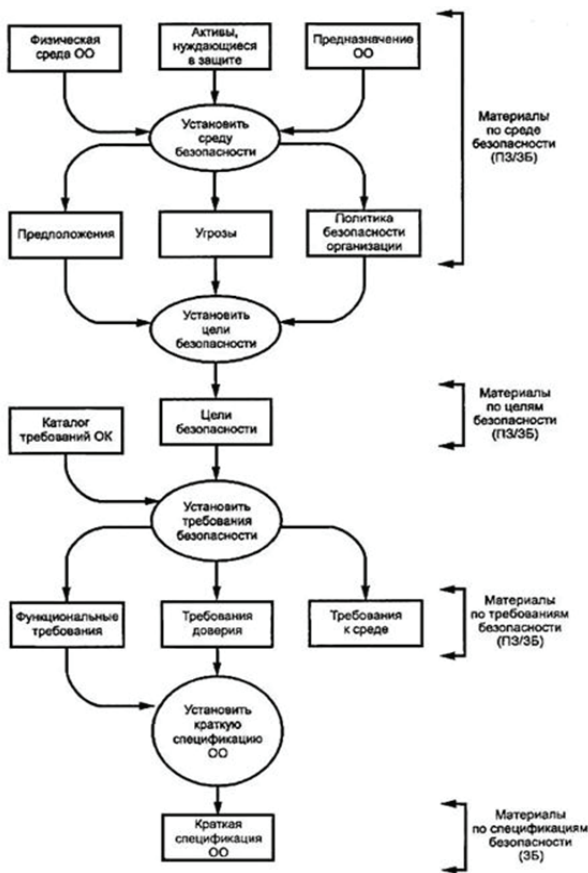 Физическая
среда ОО
Активы,
нуждающиеся
в защите
Предназначение
ОО
Установить
среду
безопасности
Материалы
по среде
безопасности
(ПЗ/ЗБ)
Предположения
Угрозы
Политика
безопасности
организации
Установить
цели
безопасности
Цели
безопасности
Материалы
по целям
безопасности
(ПЗ/ЗБ)
Каталог
требований ОК
Установить
требования
безопасности
Функциональные
требования
Требования
доверия
Требования
к среде
Материалы
по требованиям
безопасности
(ПЗ/ЗБ)
Установить
краткую
спецификацию
ОО
Краткая
спецификация
ОО
Материалы
по спецификациям
безопасности
(ЗБ)